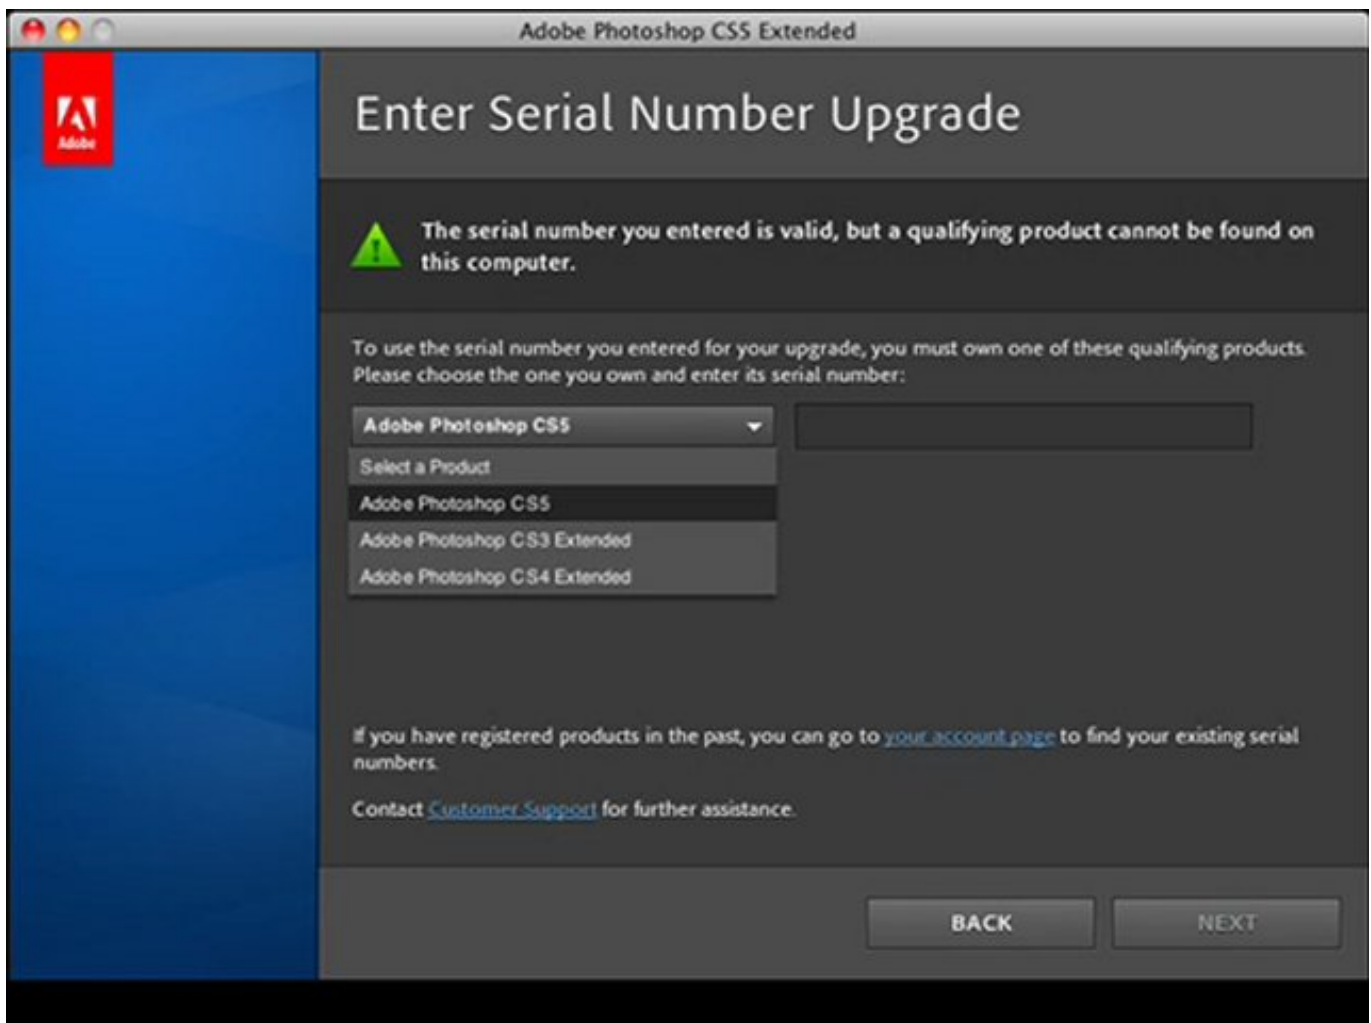 Adobe Photoshop CS5 Extended
Adobe
Enter Serial Number Upgrade
The serial number you entered is valid, but a qualifying product cannot be found on
this computer.
To use the serial number you entered for your upgrade, you must own one of these qualifying products.
Please choose the one you own and enter its serial number:
Adobe Photoshop CS5
Select a Product
Adobe Photoshop CS5
Adobe Photoshop CS3 Extended
Adobe Photoshop CS4 Extended
If you have registered products in the past, you can go to your account page to find your existing serial
numbers.
Contact Customer Support for further assistance.
BACK
NEXT